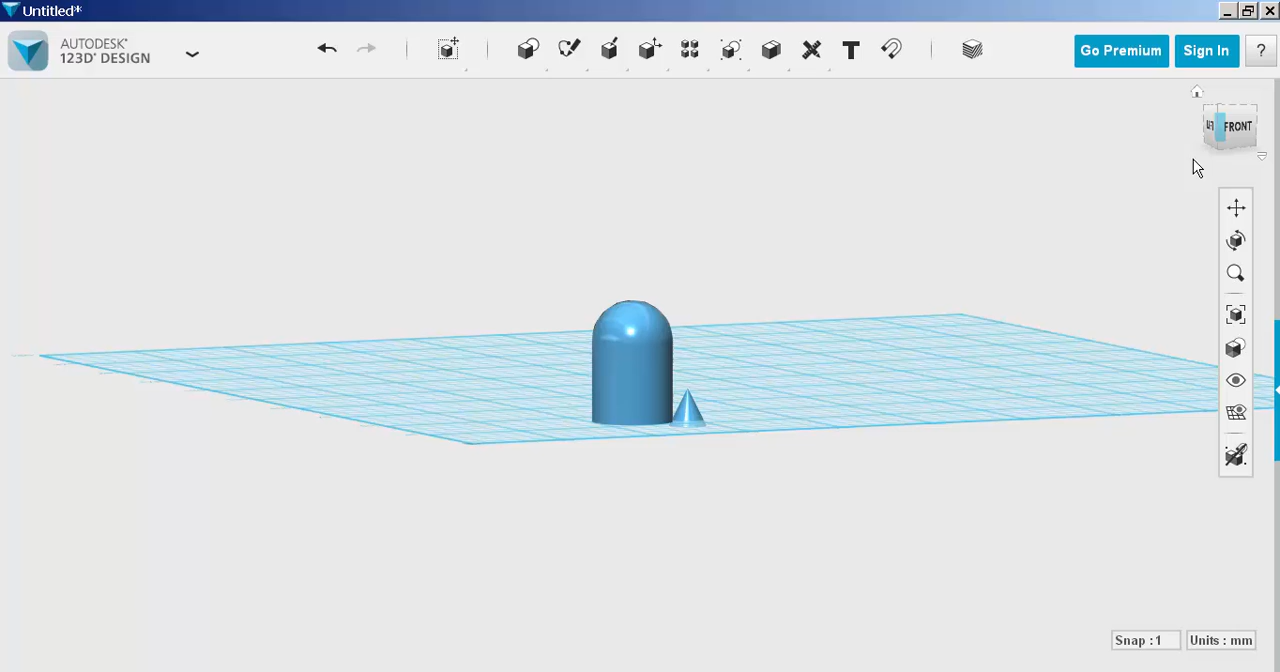 Untitled*
AUTODESK®
123D® DESIGN
Go Premium
Sign In
?
FRONT
Snap : 1
Units : mm